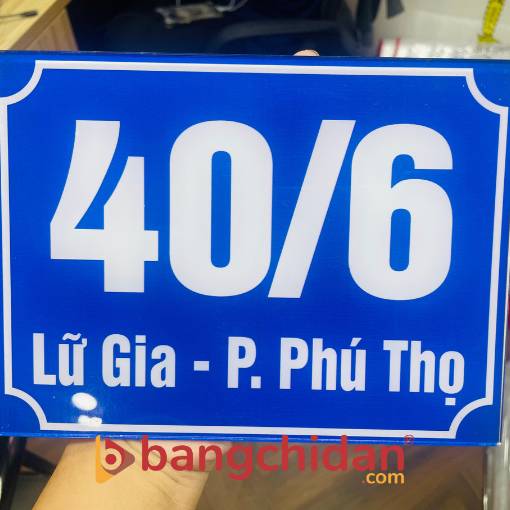 40/6
Lữ Gia - P. Phú Thọ
bangchidan®
.com